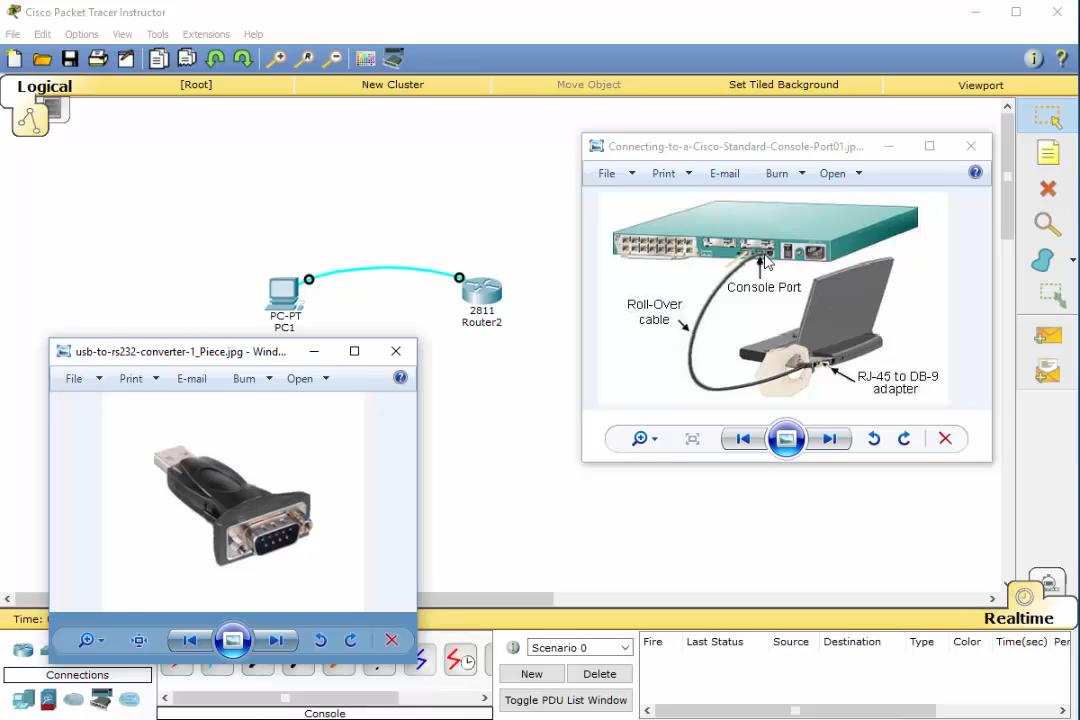 Cisco Packet Tracer Instructor
File Edit Options View Tools Extensions Help
Logical [Root] New Cluster Move Object Set Tiled Background Viewport
Connecting-to-a-Cisco-Standard-Console-Port01.jp...
File Print E-mail Burn Open
Console Port
Roll-Over
cable
RJ-45 to DB-9
adapter
PC-PT
PC1
2811
Router2
usb-to-rs232-converter-1_Piece.jpg - Wind...
File Print E-mail Burn Open
Time:
Realtime
Connections
Console
Scenario 0
New Delete
Toggle PDU List Window
Fire Last Status Source Destination Type Color Time(sec) Per